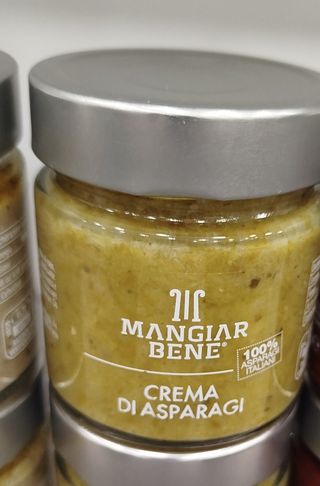 MANGIAR
BENE®
100%
ASPARAGI
ITALIANI
CREMA
DI ASPARAGI